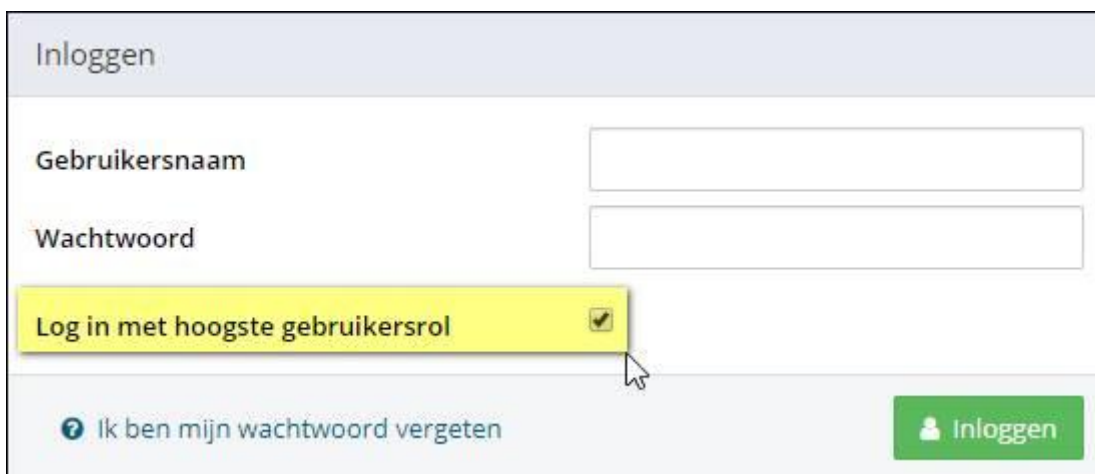 Inloggen
Gebruikersnaam
Wachtwoord
Log in met hoogste gebruikersrol
Ik ben mijn wachtwoord vergeten
Inloggen